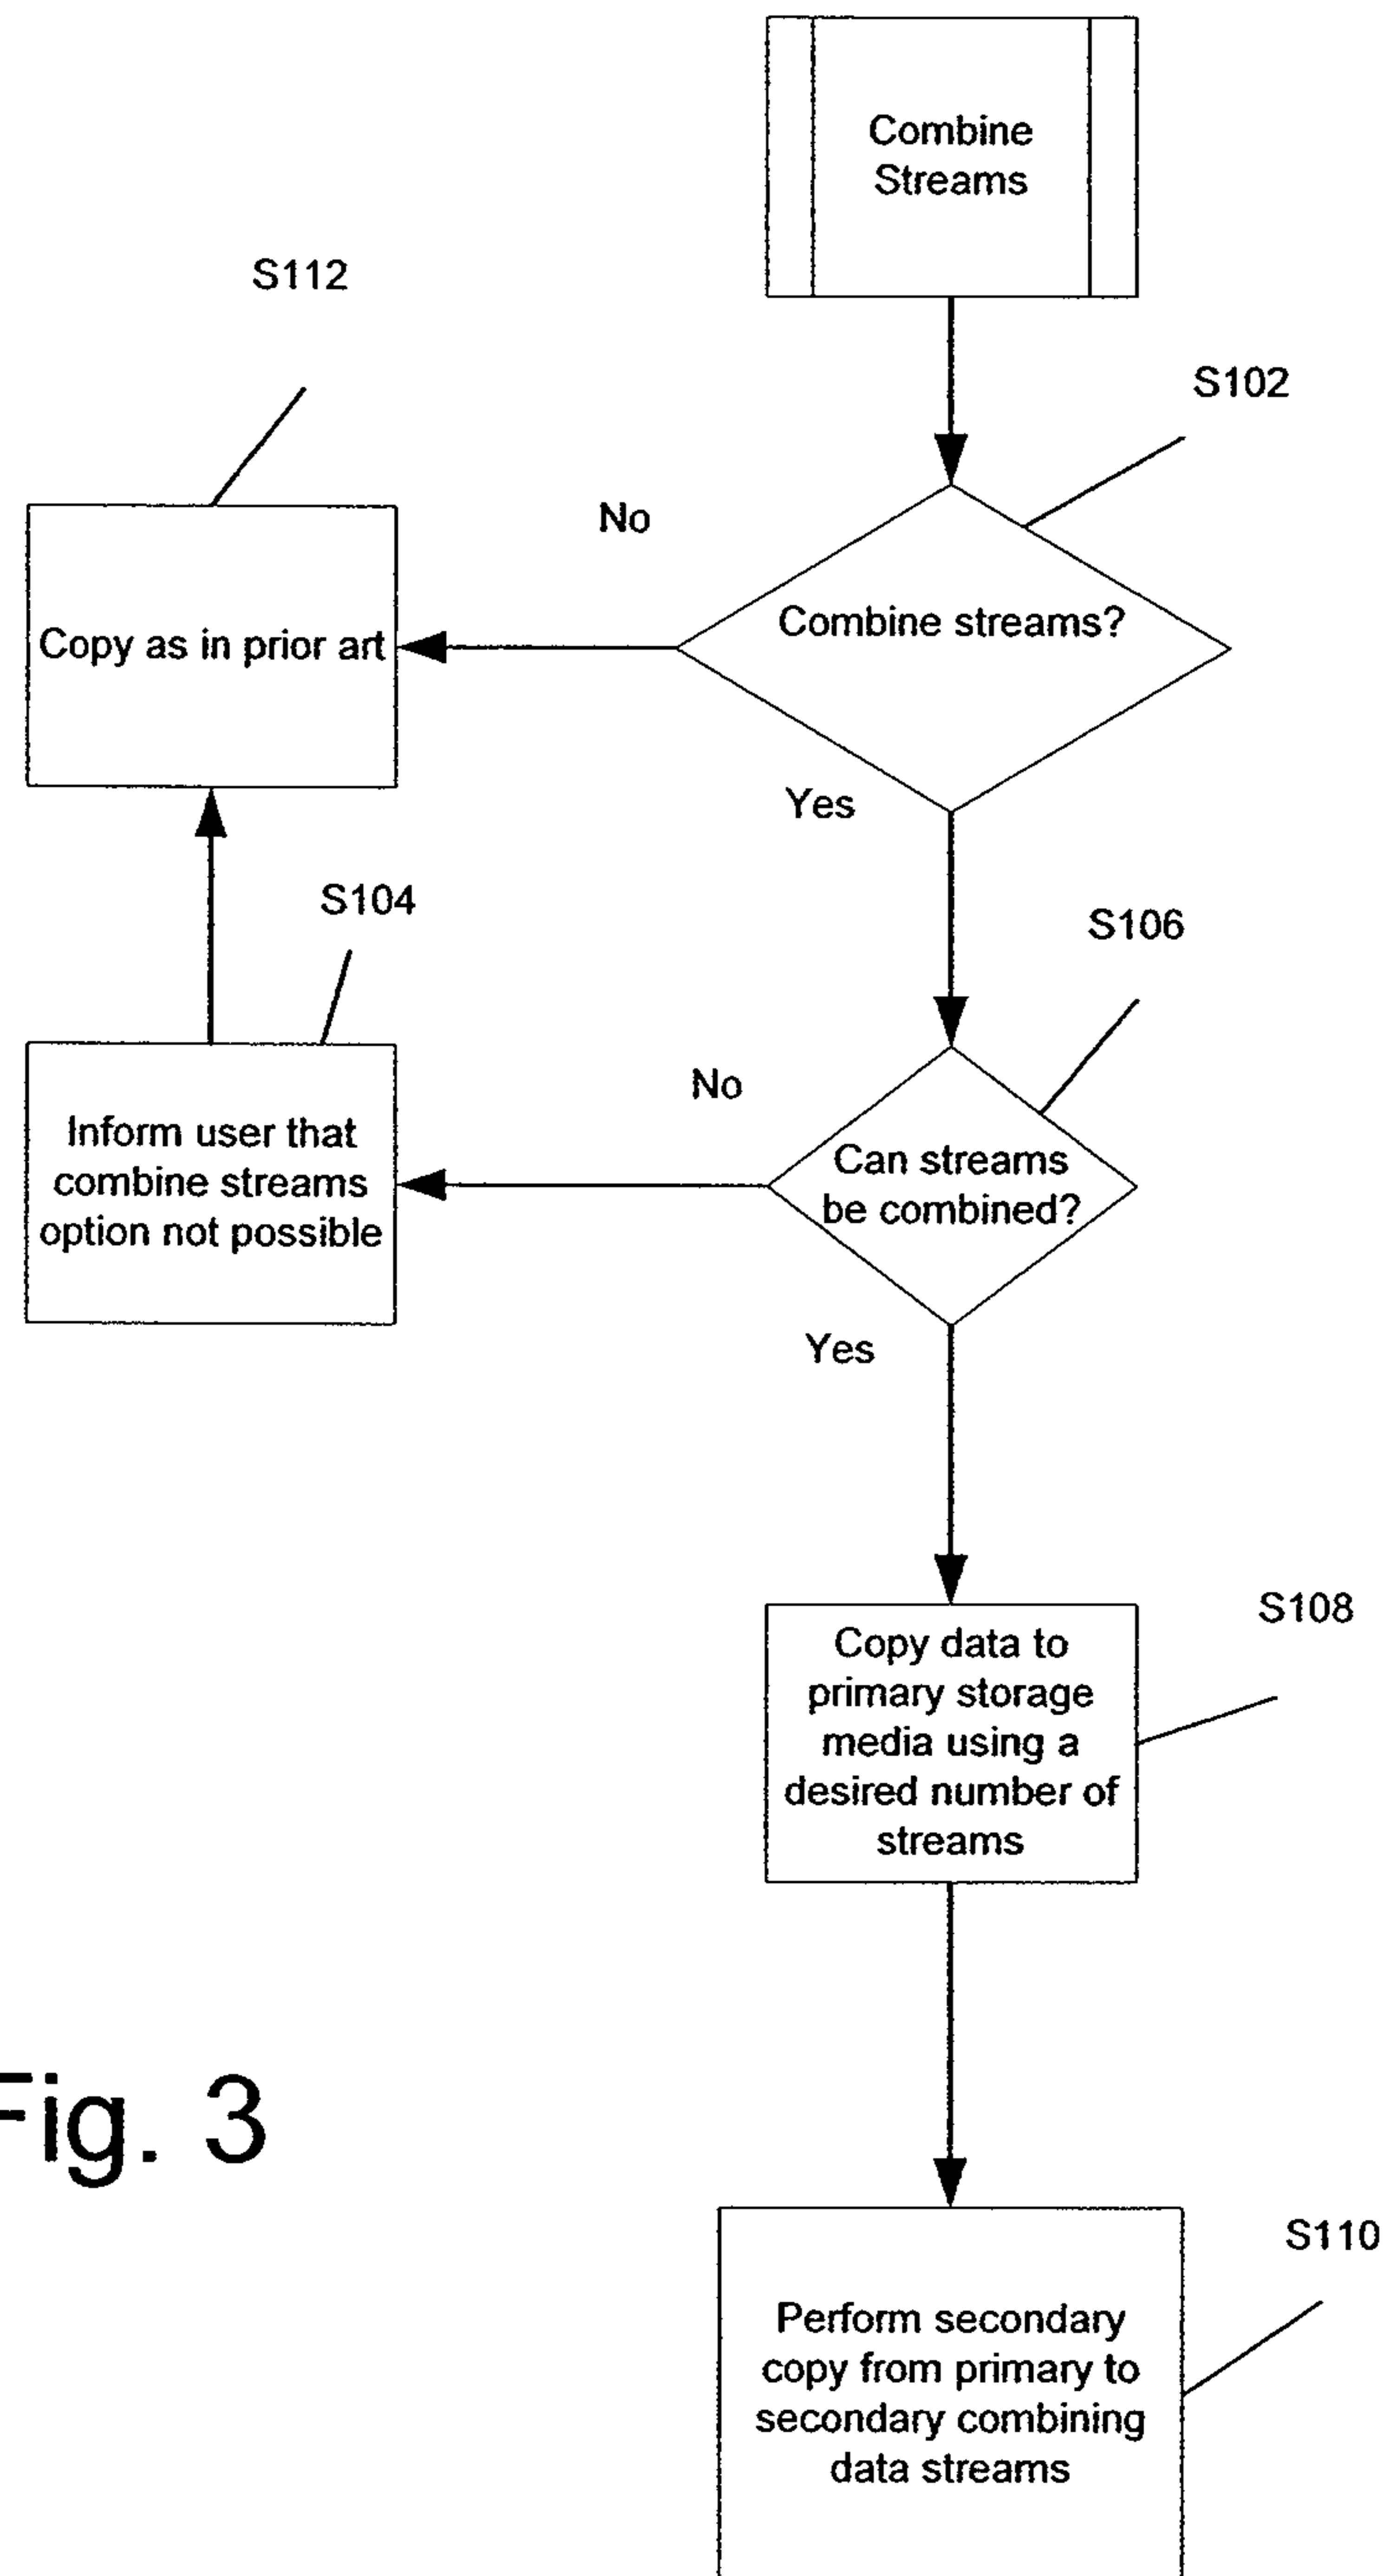 Combine
Streams
S112
S102
No
Combine streams?
Copy as in prior art
Yes
S104
S106
No
Inform user that
combine streams
option not possible
Can streams
be combined?
Yes
S108
Copy data to
primary storage
media using a
desired number of
streams
Fig. 3
S110
Perform secondary
copy from primary to
secondary combining
data streams